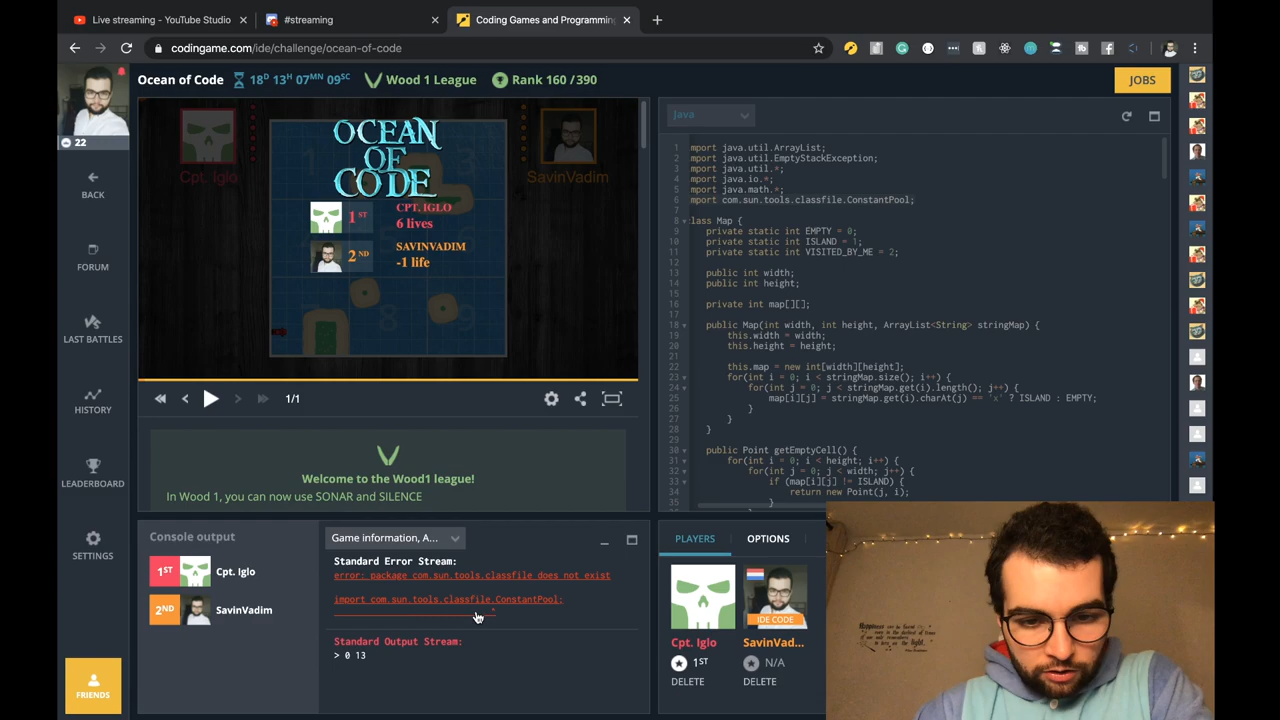 Live streaming - YouTube Studio
#streaming
Coding Games and Programming
codingame.com/ide/challenge/ocean-of-code
22
BACK
FORUM
LAST BATTLES
HISTORY
LEADERBOARD
SETTINGS
FRIENDS
Ocean of Code
18D 13H 07MN 09SC
Wood 1 League
Rank 160 / 390
JOBS
Cpt. Iglo
SavinVadim
OCEAN
OF
CODE
1ST
CPT. IGLO
6 lives
2ND
SAVINVADIM
-1 life
8
9
1/1
Welcome to the Wood1 league!
In Wood 1, you can now use SONAR and SILENCE
Console output
1ST Cpt. Iglo
2ND SavinVadim
Game information, A...
Standard Error Stream:
error: package com.sun.tools.classfile does not exist
import com.sun.tools.classfile.ConstantPool;
^
Standard Output Stream:
> 0 13
Java
1 import java.util.ArrayList;
2 import java.util.EmptyStackException;
3 import java.util.*;
4 import java.io.*;
5 import java.math.*;
6 import com.sun.tools.classfile.ConstantPool;
7
8 lass Map {
9 private static int EMPTY = 0;
10 private static int ISLAND = 1;
11 private static int VISITED_BY_ME = 2;
12
13 public int width;
14 public int height;
15
16 private int map[][];
17
18 public Map(int width, int height, ArrayList<String> stringMap) {
19 this.width = width;
20 this.height = height;
21
22 this.map = new int[width][height];
23 for(int i = 0; i < stringMap.size(); i++) {
24 for(int j = 0; j < stringMap.get(i).length(); j++) {
25 map[i][j] = stringMap.get(i).charAt(j) == 'x' ? ISLAND : EMPTY;
26 }
27 }
28 }
29
30 public Point getEmptyCell() {
31 for(int i = 0; i < height; i++) {
32 for(int j = 0; j < width; j++) {
33 if (map[i][j] != ISLAND) {
34 return new Point(j, i);
35 }
PLAYERS
OPTIONS
IDE CODE
Cpt. Iglo
SavinVad...
1ST
N/A
DELETE
DELETE